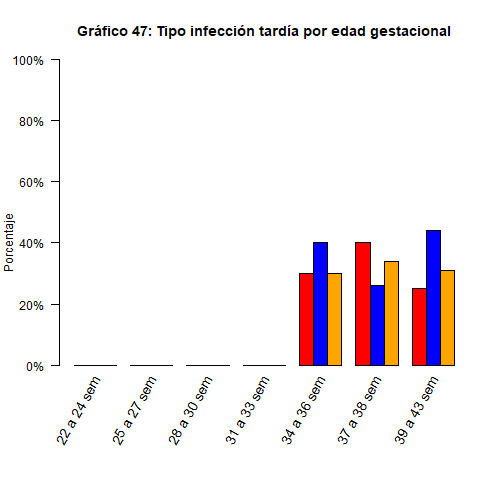 Gráfico 47: Tipo infección tardía por edad gestacional
100%
80%
60%
40%
20%
0%
Porcentaje
22 a 24 sem
25 a 27 sem
28 a 30 sem
31 a 33 sem
34 a 36 sem
37 a 38 sem
39 a 43 sem